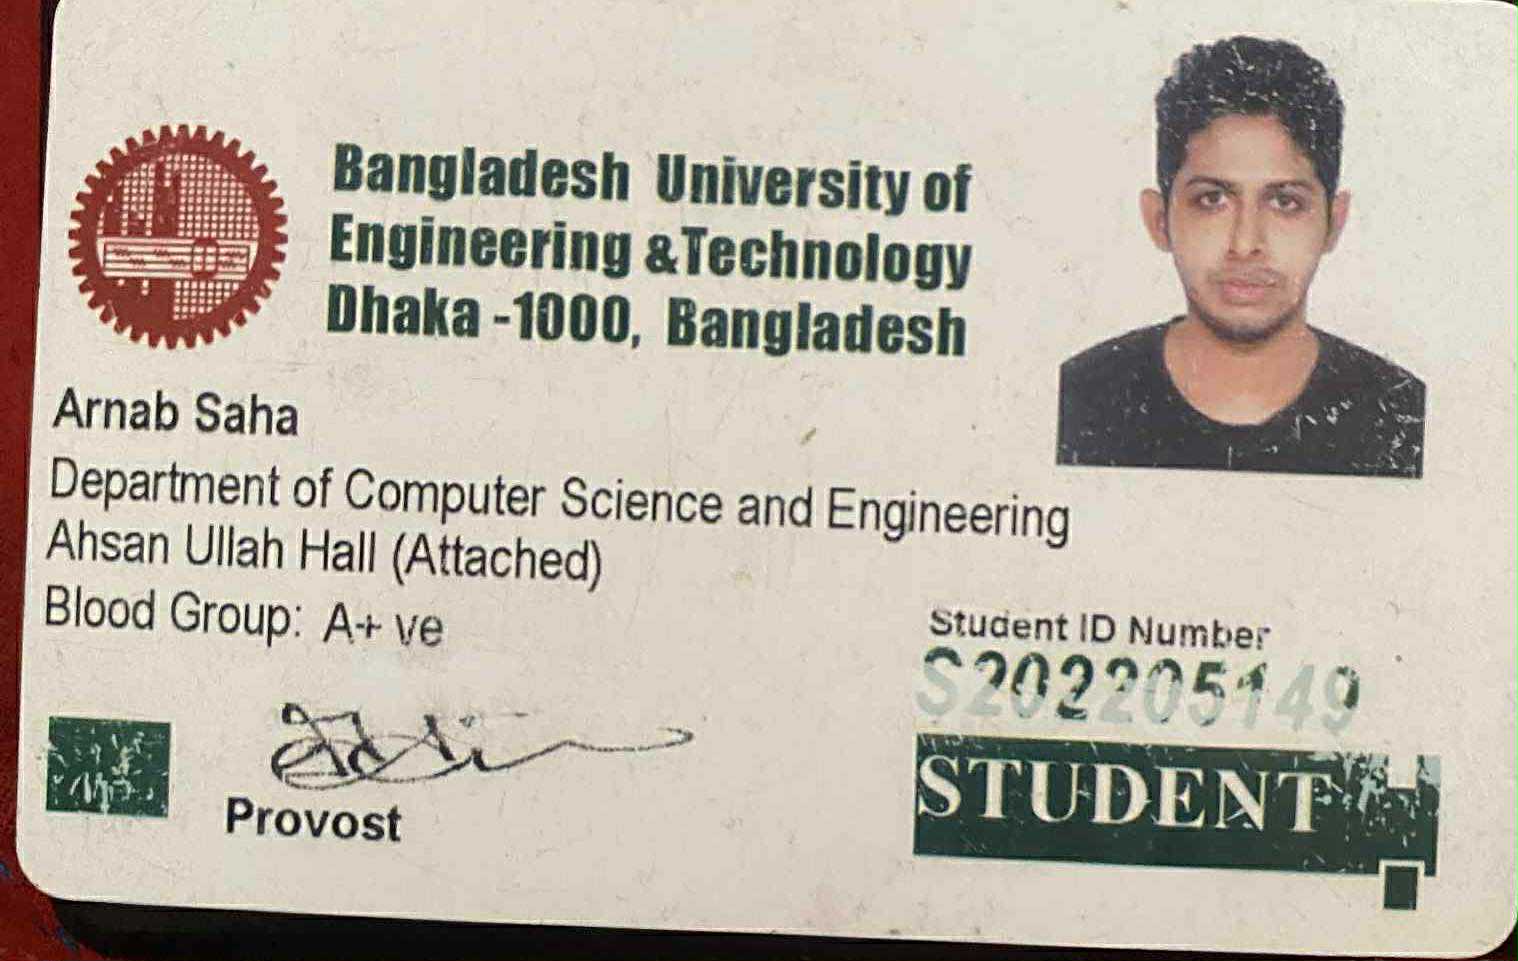 Bangladesh University of
Engineering &Technology
Dhaka -1000, Bangladesh
Arnab Saha
Department of Computer Science and Engineering
Ahsan Ullah Hall (Attached)
Blood Group: A+ ve
Student ID Number
S202205149
STUDENT
Provost